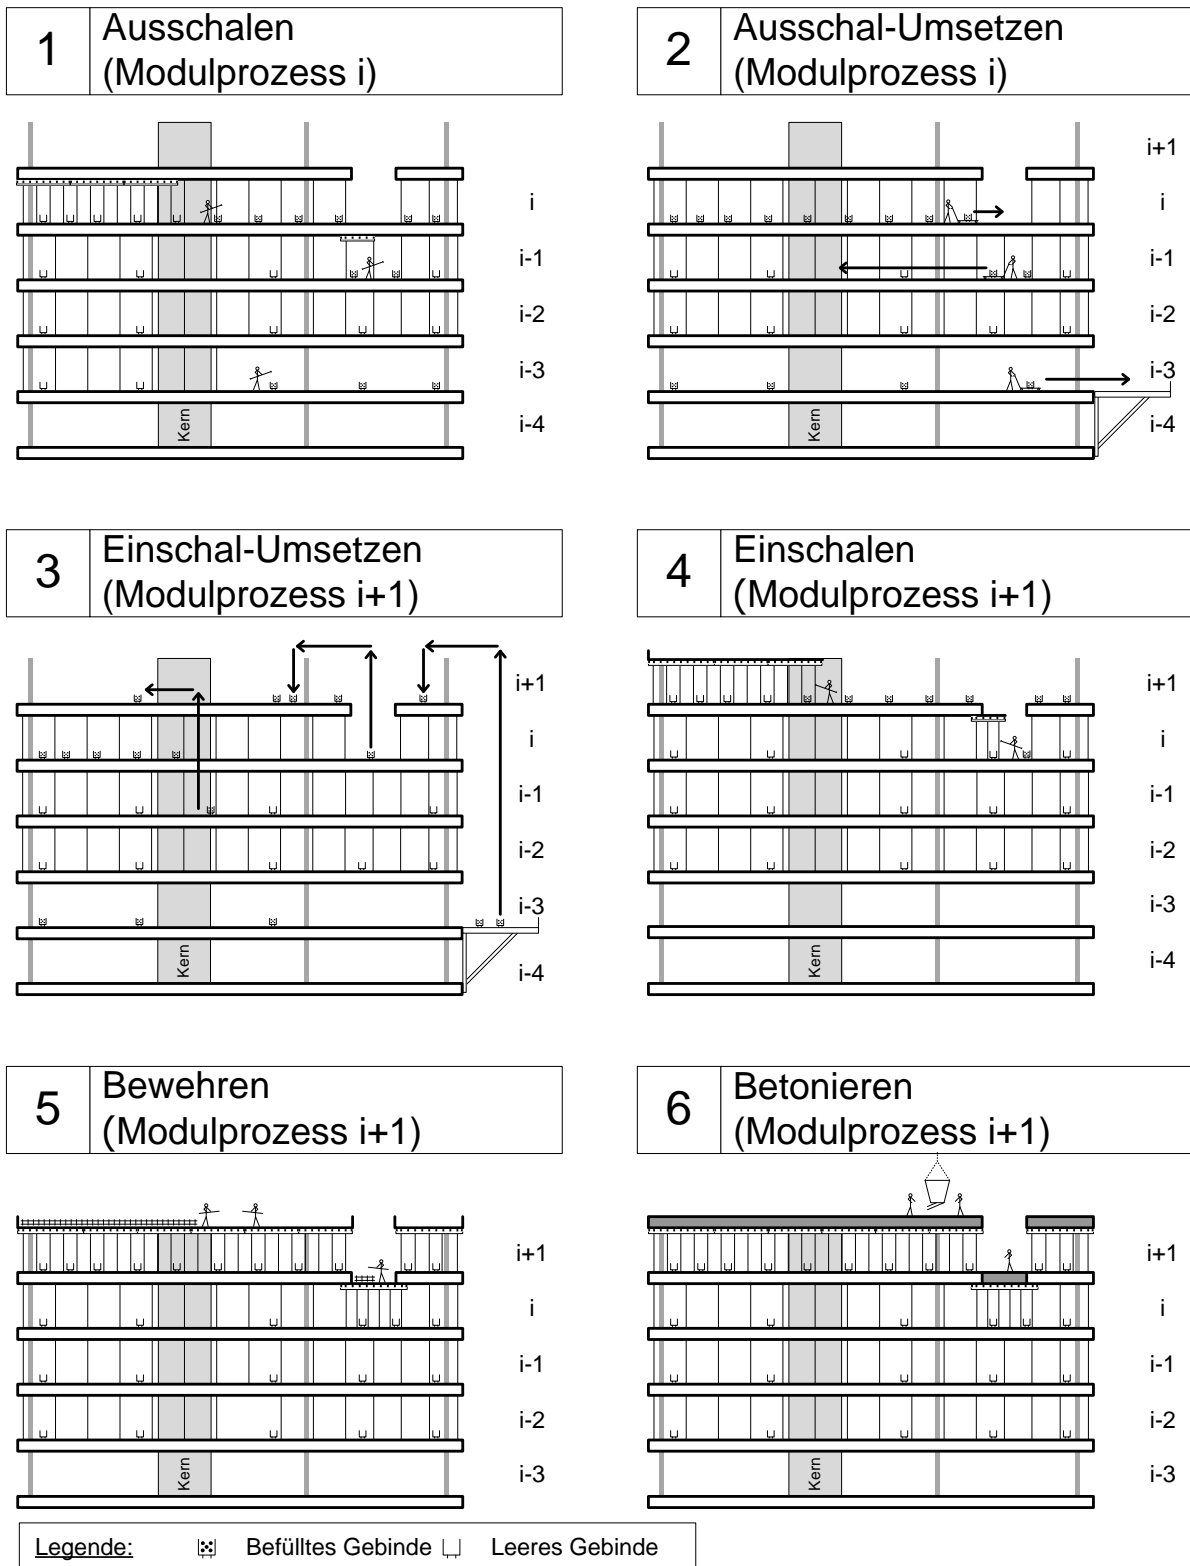 1 Ausschalen
(Modulprozess i)
2 Ausschal-Umsetzen
(Modulprozess i)
i+1
i
i-1
i-2
i-3
i-4
Kern
i
i-1
i-2
i-3
i-4
Kern
3 Einschal-Umsetzen
(Modulprozess i+1)
4 Einschalen
(Modulprozess i+1)
i+1
i
i-1
i-2
i-3
i-4
Kern
i+1
i
i-1
i-2
i-3
i-4
Kern
5 Bewehren
(Modulprozess i+1)
6 Betonieren
(Modulprozess i+1)
i+1
i
i-1
i-2
i-3
Kern
i+1
i
i-1
i-2
i-3
Kern
Legende: Befülltes Gebinde Leeres Gebinde